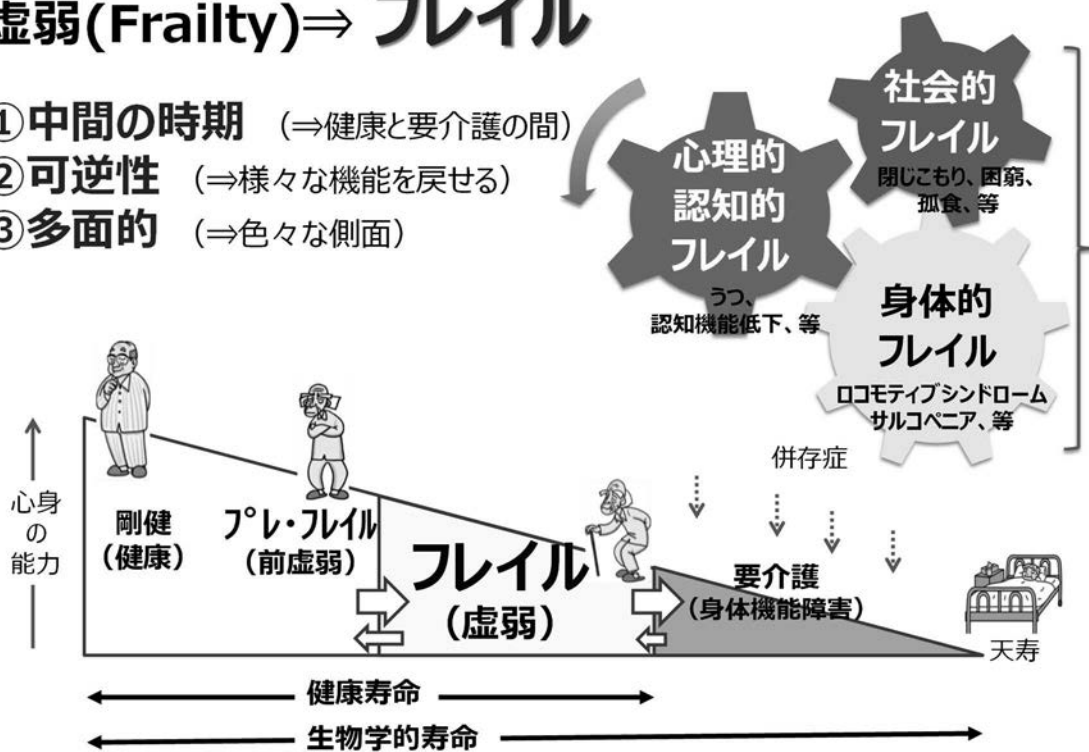 虚弱(Frailty)⇒ フレイル
①中間の時期 (⇒健康と要介護の間)
②可逆性 (⇒様々な機能を戻せる)
③多面的 (⇒色々な側面)
社会的
フレイル
閉じこもり、困窮、
孤食、等
心理的
認知的
フレイル
うつ、
認知機能低下、等
身体的
フレイル
ロコモティブシンドローム
サルコペニア、等
併存症
心身
の
能力
剛健
(健康)
プレ・フレイル
(前虚弱)
フレイル
(虚弱)
要介護
(身体機能障害)
天寿
健康寿命
生物学的寿命